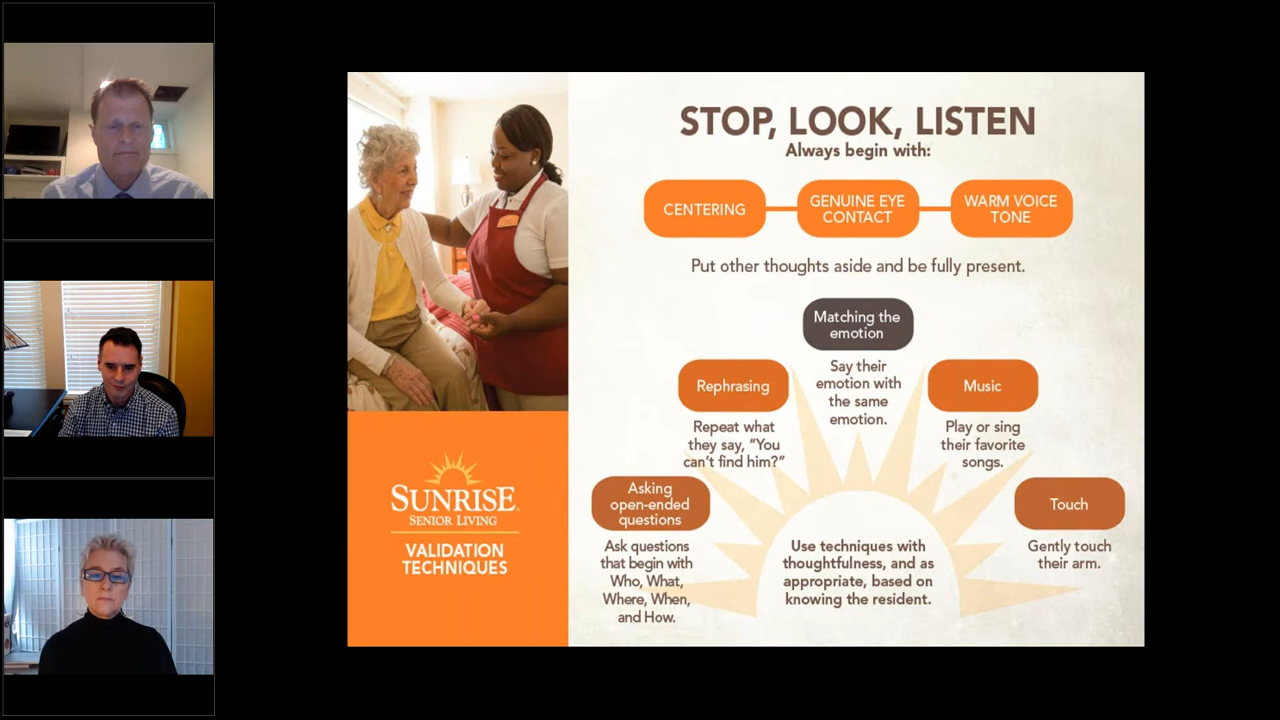 STOP, LOOK, LISTEN
Always begin with:
CENTERING
GENUINE EYE
CONTACT
WARM VOICE
TONE
Put other thoughts aside and be fully present.
Matching the
emotion
Say their
emotion with
the same
emotion.
Rephrasing
Repeat what
they say, “You
can’t find him?”
Music
Play or sing
their favorite
songs.
Asking
open-ended
questions
Ask questions
that begin with
Who, What,
Where, When,
and How.
Touch
Gently touch
their arm.
Use techniques with
thoughtfulness, and as
appropriate, based on
knowing the resident.
SUNRISE
SENIOR LIVING
VALIDATION
TECHNIQUES